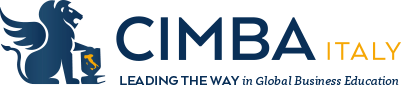 CIMBA ITALY
LEADING THE WAY in Global Business Education